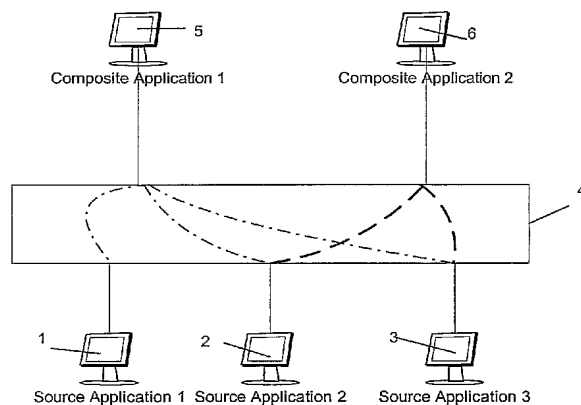 5
6
Composite Application 1
Composite Application 2
4
1
2
3
Source Application 1
Source Application 2
Source Application 3